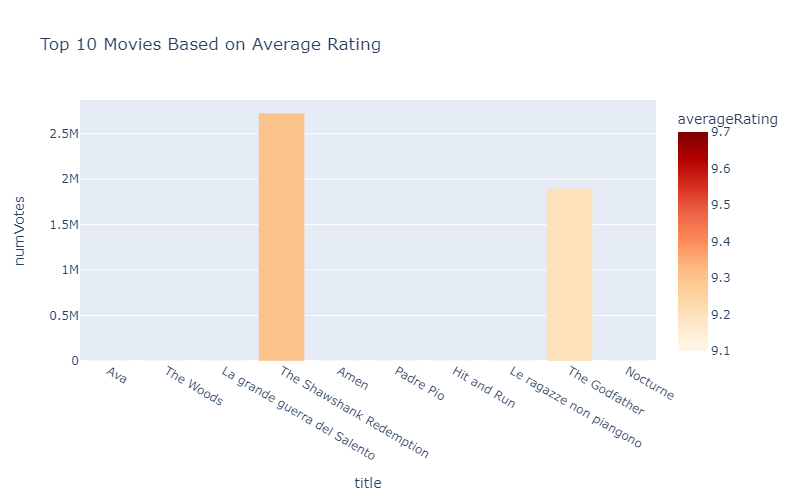 Top 10 Movies Based on Average Rating
averageRating
9.7
9.6
9.5
9.4
9.3
9.2
9.1
numVotes
2.5M
2M
1.5M
1M
0.5M
0
Ava
The Woods
La grande guerra del Salento
The Shawshank Redemption
Amen
Padre Pio
Hit and Run
Le ragazze non piangono
The Godfather
Nocturne
title